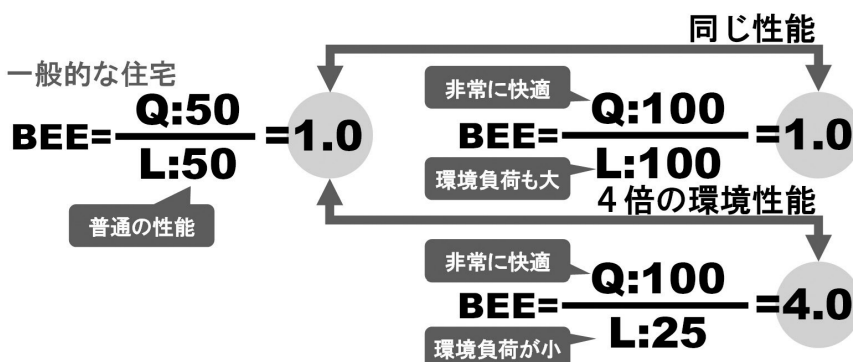 同じ性能
一般的な住宅
BEE=Q:50/L:50=1.0
普通の性能
非常に快適
BEE=Q:100/L:100=1.0
環境負荷も大
4倍の環境性能
非常に快適
BEE=Q:100/L:25=4.0
環境負荷が小